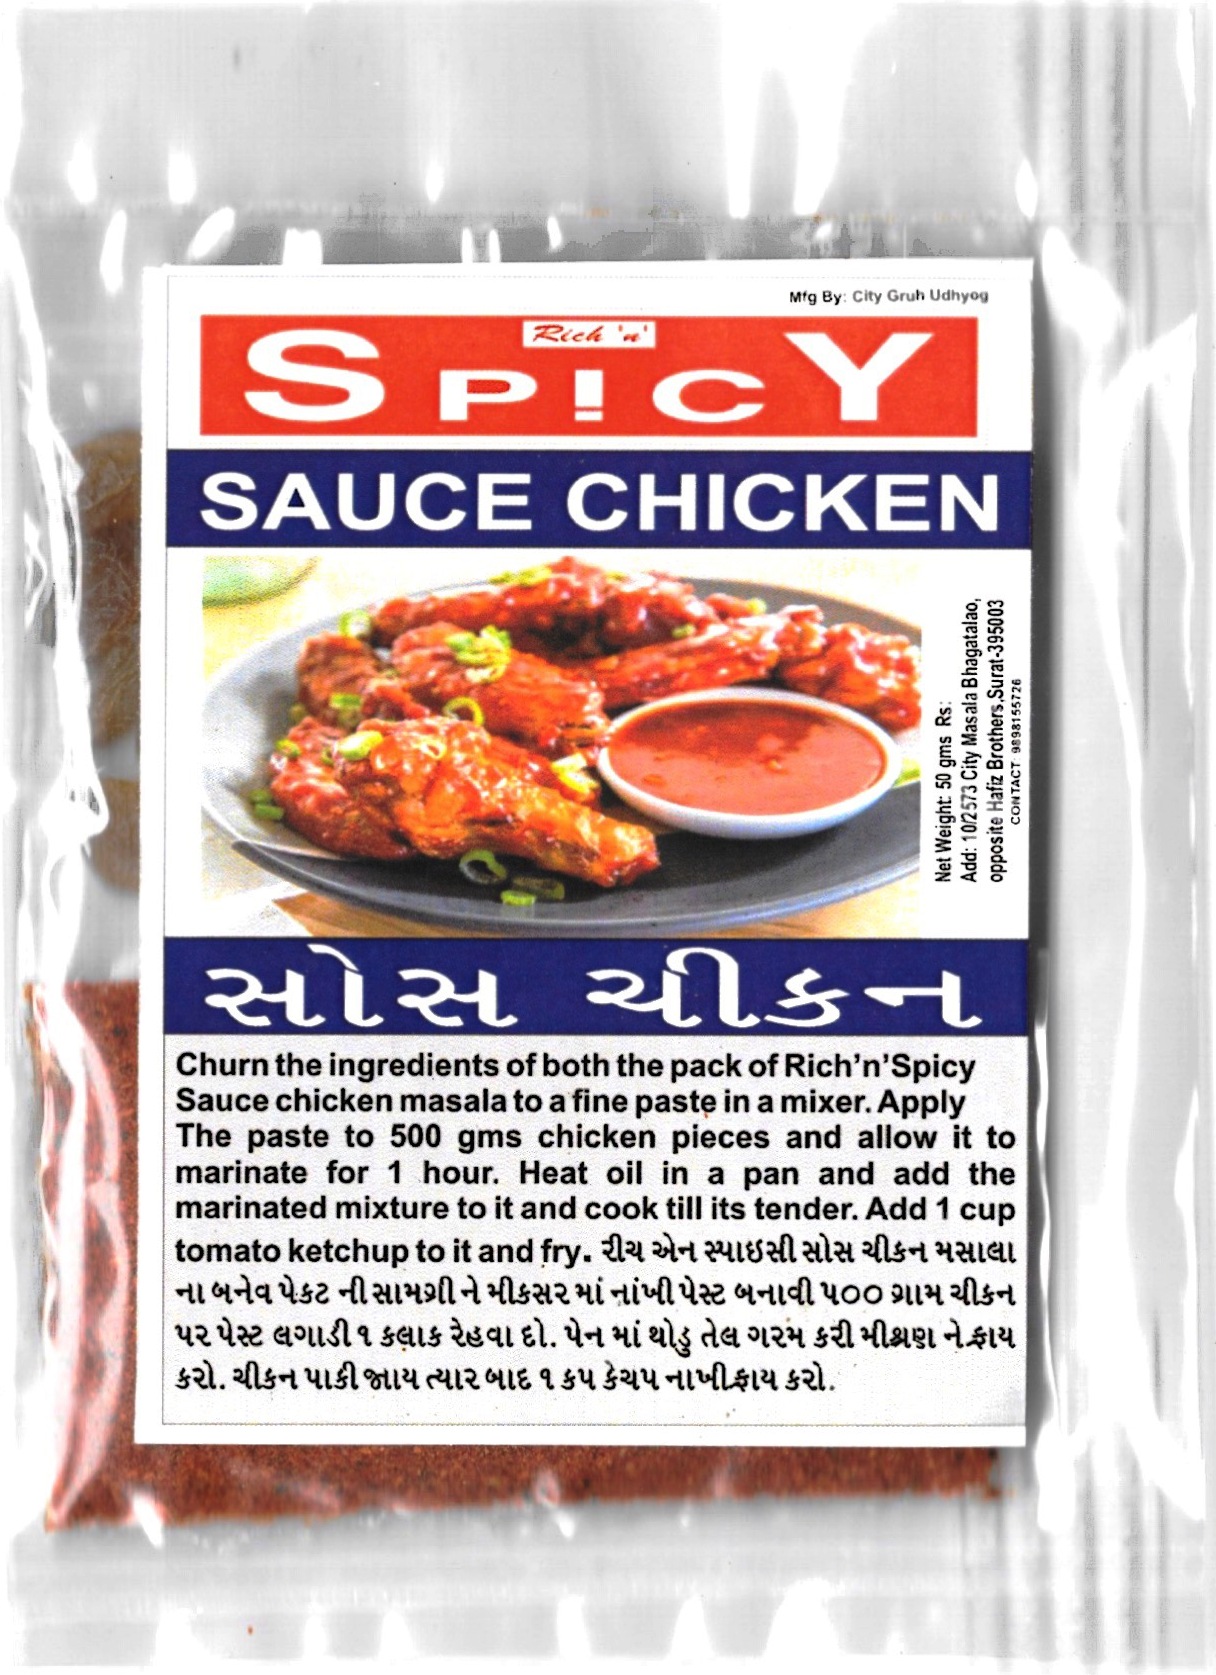 Mfg By: City Gruh Udhyog
Rich 'n'
SP!CY
SAUCE CHICKEN
Net Weight: 50 gms Rs:
Add: 10/2573 City Masala Bhagatalao,
opposite Hafiz Brothers,Surat-395003
CONTACT: 9898155726
સોસ ચીકન
Churn the ingredients of both the pack of Rich'n'Spicy
Sauce chicken masala to a fine paste in a mixer. Apply
The paste to 500 gms chicken pieces and allow it to
marinate for 1 hour. Heat oil in a pan and add the
marinated mixture to it and cook till its tender. Add 1 cup
tomato ketchup to it and fry. રીચ એન સ્પાઇસી સોસ ચીકન મસાલા
ના બનેવ પેકટ ની સામગ્રી ને મીકસર માં નાંખી પેસ્ટ બનાવી ૫૦૦ ગ્રામ ચીકન
પર પેસ્ટ લગાડી ૧ કલાક રેહવા દો. પેન માં થોડુ તેલ ગરમ કરી મીશ્રણ ને ફ્રાય
કરો. ચીકન પાકી જાય ત્યાર બાદ ૧ કપ કેચપ નાખી ફ્રાય કરો.